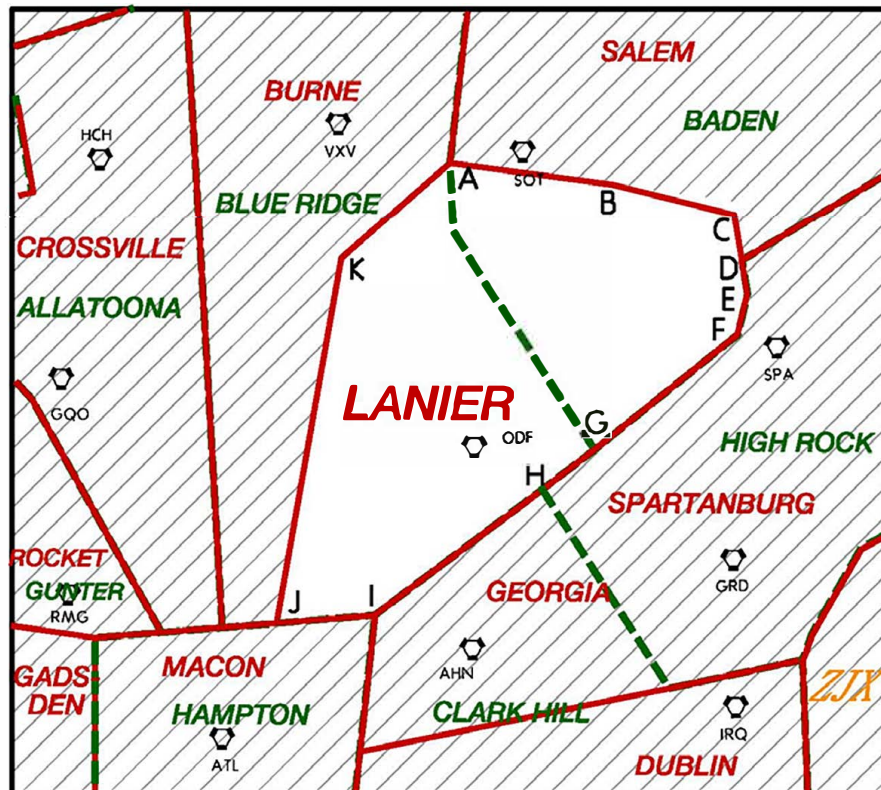 SALEM
BURNE
BADEN
HCH
VXV
SOT
A
B
BLUE RIDGE
C
CROSSVILLE
K
D
E
ALLATOONA
F
SPA
LANIER
GQO
G
ODF
HIGH ROCK
H
SPARTANBURG
ROCKET
GRD
GUNTER
GEORGIA
RMG
J
I
MACON
AHN
GADS-
DEN
ZJX
HAMPTON
CLARK HILL
IRQ
ATL
DUBLIN